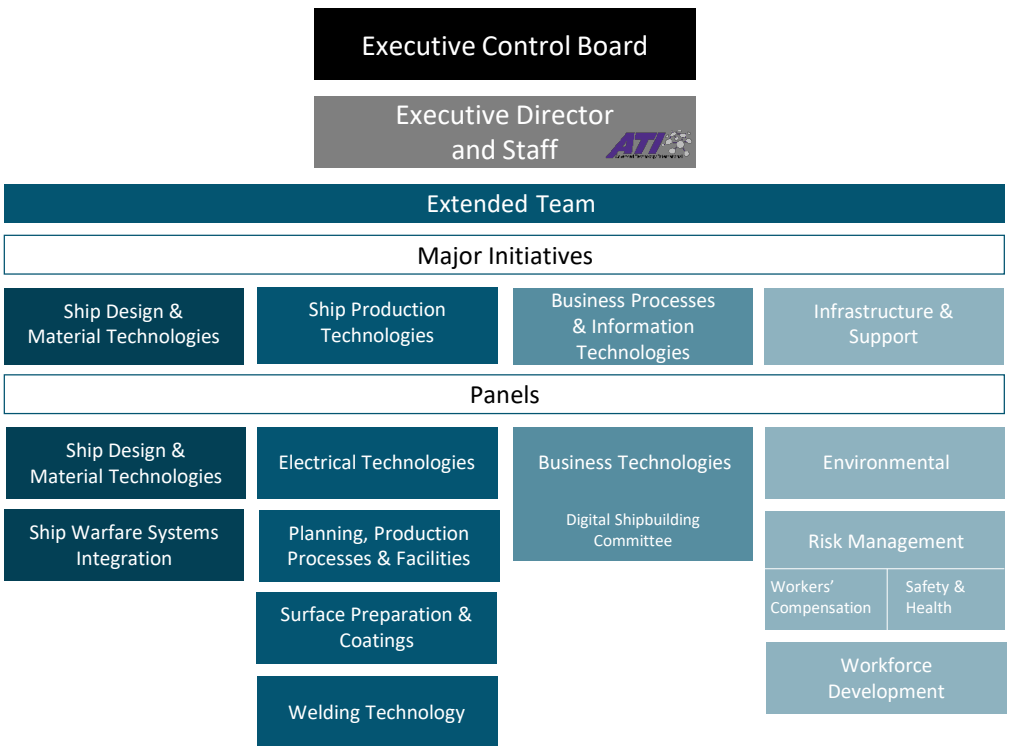 Executive Control Board
Executive Director
and Staff
ATI
Extended Team
Major Initiatives
Ship Design &
Material Technologies
Ship Production
Technologies
Business Processes
& Information
Technologies
Infrastructure &
Support
Panels
Ship Design &
Material Technologies
Ship Warfare Systems
Integration
Electrical Technologies
Planning, Production
Processes & Facilities
Surface Preparation &
Coatings
Welding Technology
Business Technologies
Digital Shipbuilding
Committee
Environmental
Risk Management
Workers'
Compensation
Safety &
Health
Workforce
Development